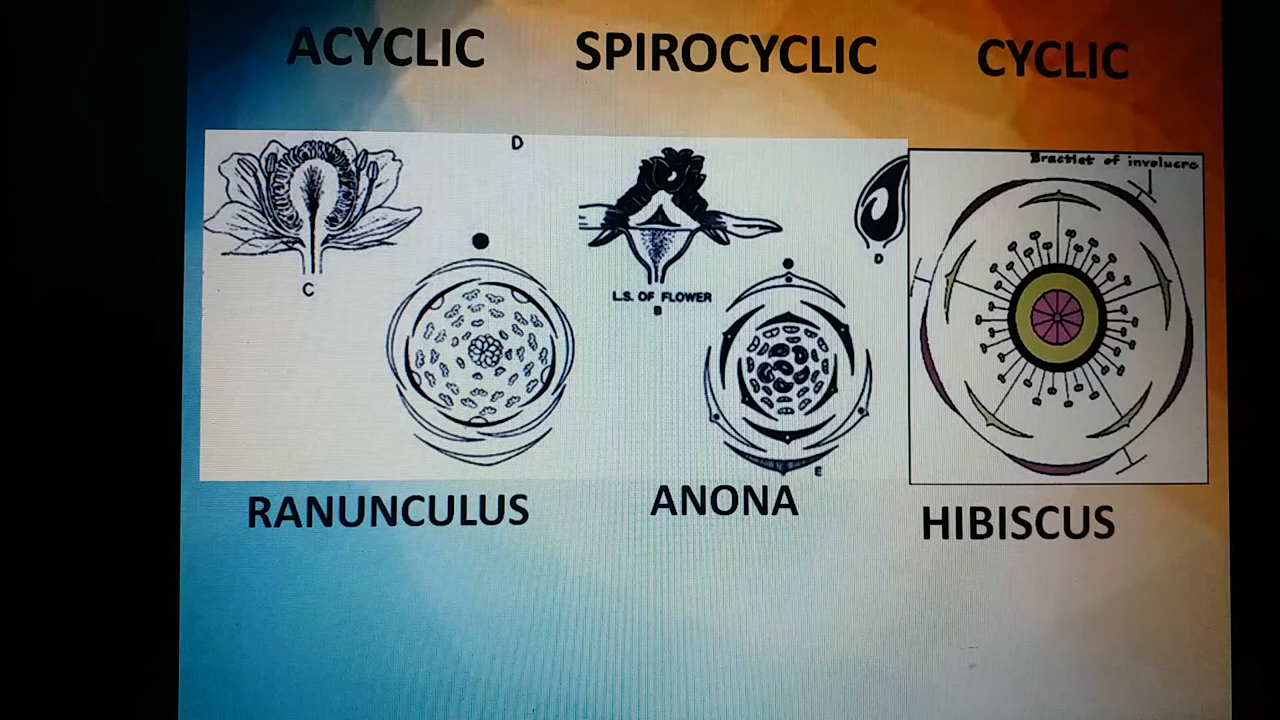 ACYCLIC
SPIROCYCLIC
CYCLIC
D
Bractlet of involucre
C
L.S. OF FLOWER
B
D
E
RANUNCULUS
ANONA
HIBISCUS